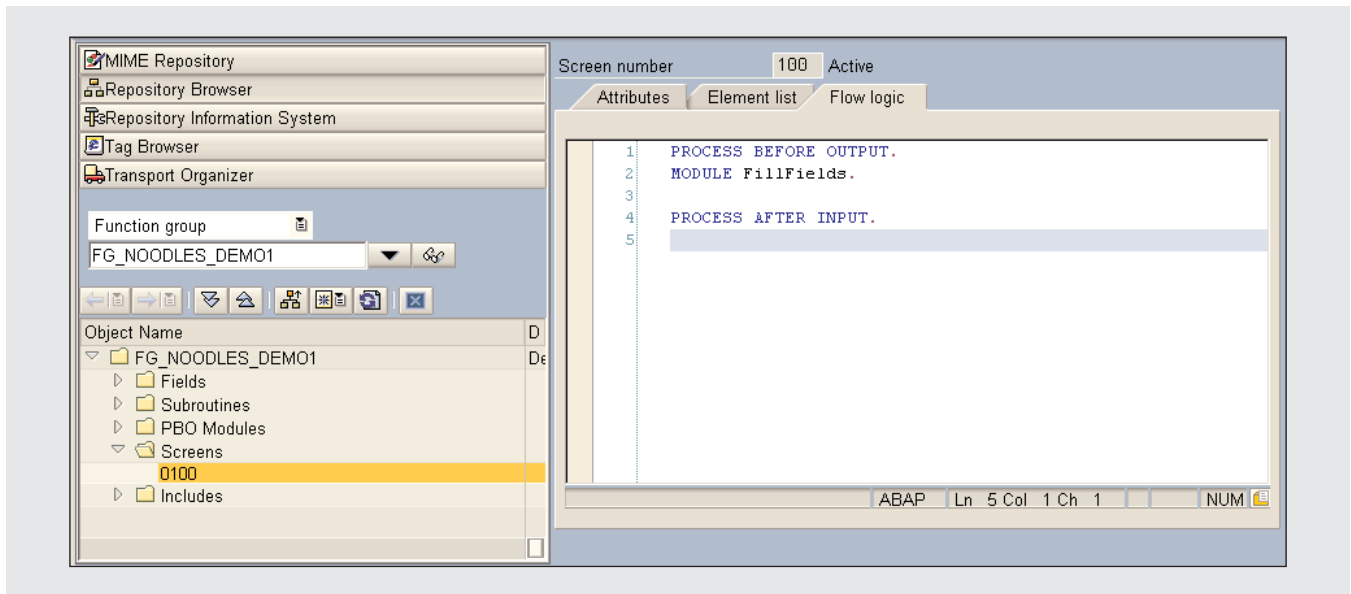 MIME Repository
Repository Browser
Repository Information System
Tag Browser
Transport Organizer
Function group
FG_NOODLES_DEMO1
Object Name D
FG_NOODLES_DEMO1 De
Fields
Subroutines
PBO Modules
Screens
0100
Includes
Screen number 100 Active
Attributes Element list Flow logic
1 PROCESS BEFORE OUTPUT.
2 MODULE FillFields.
3
4 PROCESS AFTER INPUT.
5
ABAP Ln 5 Col 1 Ch 1 NUM